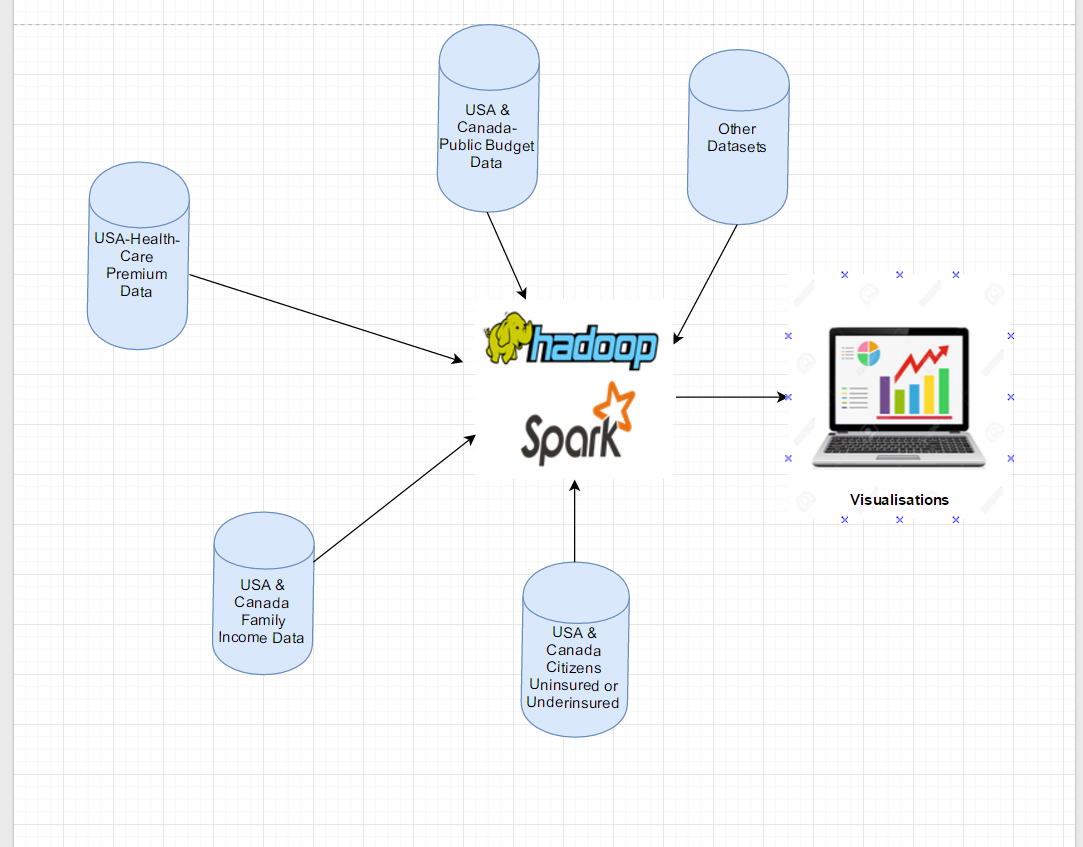 USA &
Canada-
Public Budget
Data
Other
Datasets
USA-Health-
Care
Premium
Data
hadoop
Spark
Visualisations
USA &
Canada
Family
Income Data
USA &
Canada
Citizens
Uninsured or
Underinsured